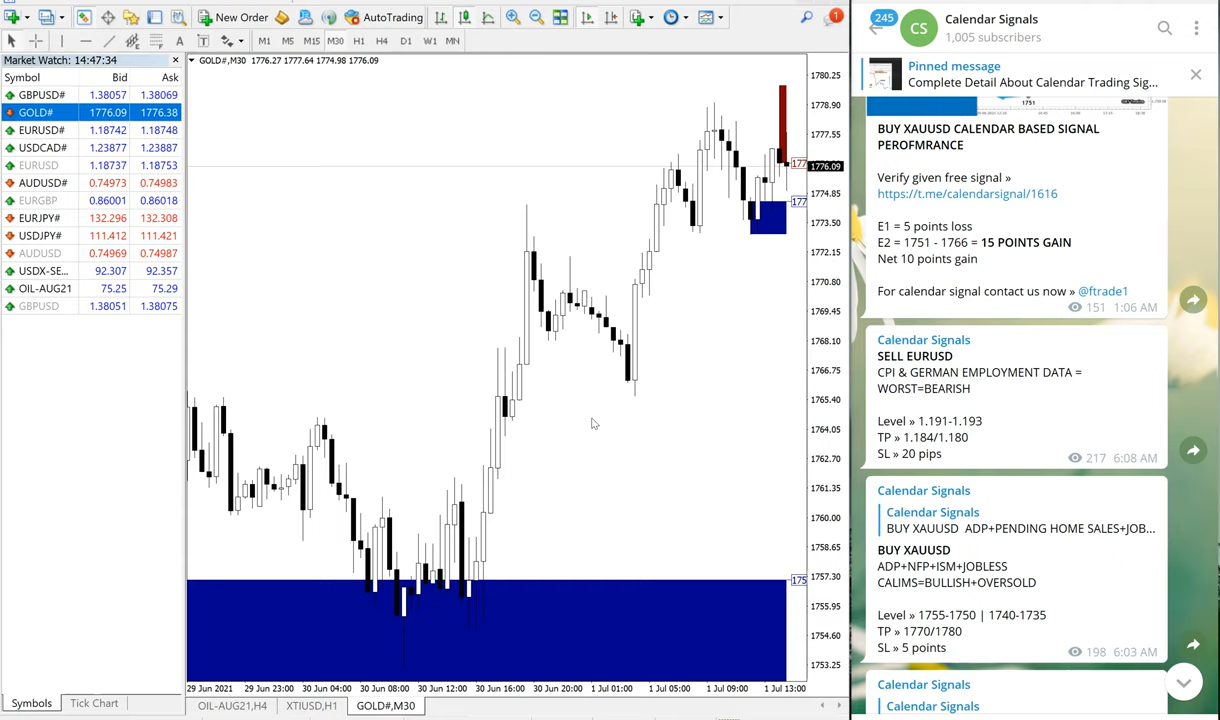 New Order
AutoTrading
1
A
T
M1
M5
M15
M30
H1
H4
D1
W1
MN
Market Watch: 14:47:34
Symbol Bid Ask
GBPUSD# 1.38057 1.38069
GOLD# 1776.09 1776.38
EURUSD# 1.18742 1.18748
USDCAD# 1.23877 1.23887
EURUSD 1.18737 1.18753
AUDUSD# 0.74973 0.74983
EURGBP 0.86001 0.86018
EURJPY# 132.296 132.308
USDJPY# 111.412 111.421
AUDUSD 0.74969 0.74987
USDX-SE... 92.307 92.357
OIL-AUG21 75.25 75.29
GBPUSD 1.38051 1.38075
Symbols
Tick Chart
GOLD#,M30 1776.27 1777.64 1774.98 1776.09
1780.25
1778.90
1777.55
177
1776.09
1774.85
177
1773.50
1772.15
1770.80
1769.45
1768.10
1766.75
1765.40
1764.05
1762.70
1761.35
1760.00
1758.65
1757.30
175
1755.95
1754.60
1753.25
29 Jun 2021
29 Jun 23:00
30 Jun 04:00
30 Jun 08:00
30 Jun 12:00
30 Jun 16:00
30 Jun 20:00
1 Jul 01:00
1 Jul 05:00
1 Jul 09:00
1 Jul 13:00
OIL-AUG21,H4
XTIUSD,H1
GOLD#,M30
245
CS
Calendar Signals
1,005 subscribers
Pinned message
Complete Detail About Calendar Trading Sig...
1751
BUY XAUUSD CALENDAR BASED SIGNAL
PEROFMRANCE
Verify given free signal »
https://t.me/calendarsignal/1616
E1 = 5 points loss
E2 = 1751 - 1766 = 15 POINTS GAIN
Net 10 points gain
For calendar signal contact us now » @ftrade1
151 1:06 AM
Calendar Signals
SELL EURUSD
CPI & GERMAN EMPLOYMENT DATA =
WORST=BEARISH
Level » 1.191-1.193
TP » 1.184/1.180
SL » 20 pips
217 6:08 AM
Calendar Signals
Calendar Signals
BUY XAUUSD ADP+PENDING HOME SALES+JOB...
BUY XAUUSD
ADP+NFP+ISM+JOBLESS
CALIMS=BULLISH+OVERSOLD
Level » 1755-1750 | 1740-1735
TP » 1770/1780
SL » 5 points
198 6:03 AM
Calendar Signals
Calendar Signals